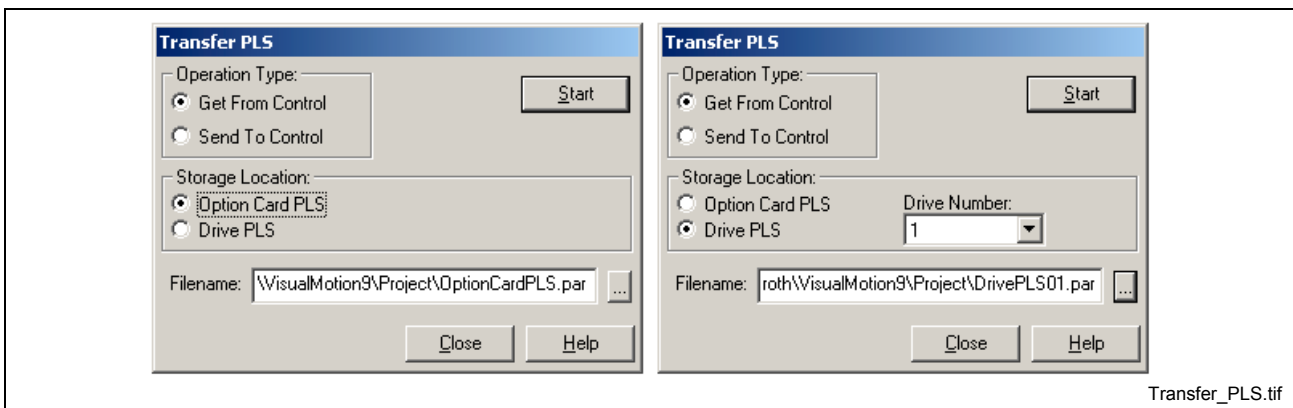 Transfer PLS
Operation Type:
Get From Control
Send To Control
Start
Storage Location:
Option Card PLS
Drive PLS
Filename: \VisualMotion9\Project\OptionCardPLS.par ...
Close Help
Transfer PLS
Operation Type:
Get From Control
Send To Control
Start
Storage Location:
Option Card PLS
Drive PLS
Drive Number:
1
Filename: roth\VisualMotion9\Project\DrivePLS01.par ...
Close Help
Transfer_PLS.tif